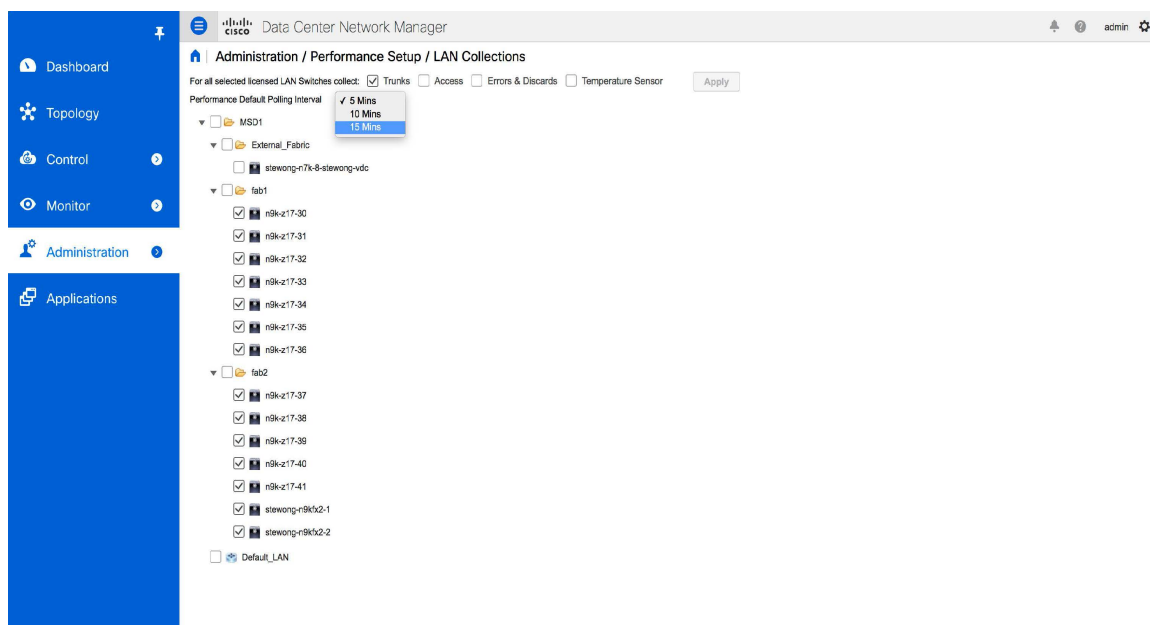 cisco Data Center Network Manager
admin
Administration / Performance Setup / LAN Collections
For all selected licensed LAN Switches collect: Trunks Access Errors & Discards Temperature Sensor Apply
Performance Default Polling Interval ✓ 5 Mins
10 Mins
15 Mins
Dashboard
Topology
Control
Monitor
Administration
Applications
MSD1
External_Fabric
stewong-n7k-8-stewong-vdc
fab1
n9k-z17-30
n9k-z17-31
n9k-z17-32
n9k-z17-33
n9k-z17-34
n9k-z17-35
n9k-z17-36
fab2
n9k-z17-37
n9k-z17-38
n9k-z17-39
n9k-z17-40
n9k-z17-41
stewong-n9kfx2-1
stewong-n9kfx2-2
Default_LAN